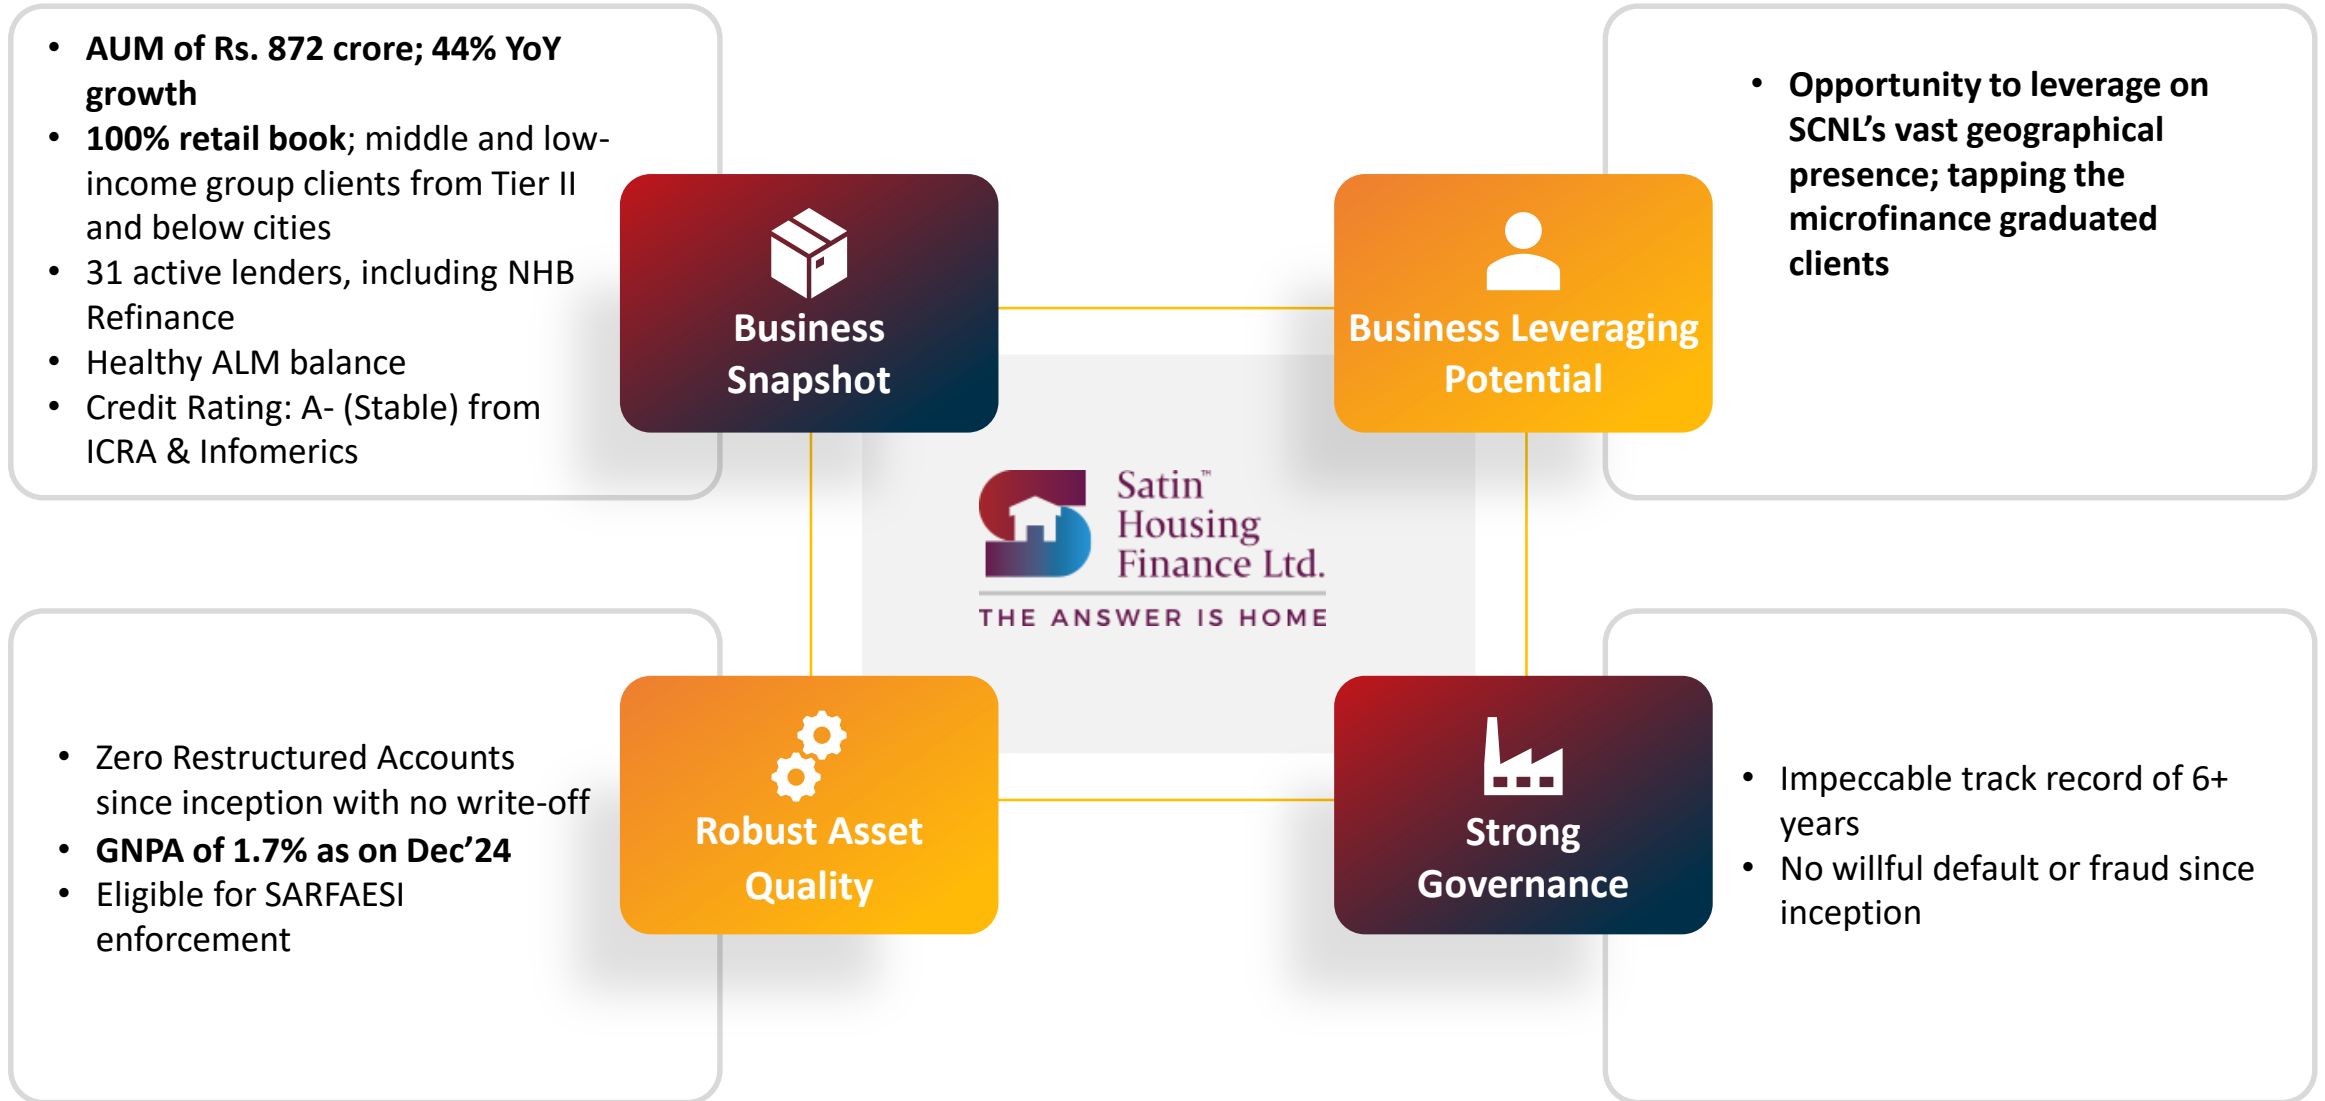 • AUM of Rs. 872 crore; 44% YoY
growth
• 100% retail book; middle and low-
income group clients from Tier II
and below cities
• 31 active lenders, including NHB
Refinance
• Healthy ALM balance
• Credit Rating: A- (Stable) from
ICRA & Infomerics
Business
Snapshot
Business Leveraging
Potential
• Opportunity to leverage on
SCNL’s vast geographical
presence; tapping the
microfinance graduated
clients
Satin™
Housing
Finance Ltd.
THE ANSWER IS HOME
• Zero Restructured Accounts
since inception with no write-off
• GNPA of 1.7% as on Dec’24
• Eligible for SARFAESI
enforcement
Robust Asset
Quality
Strong
Governance
• Impeccable track record of 6+
years
• No willful default or fraud since
inception